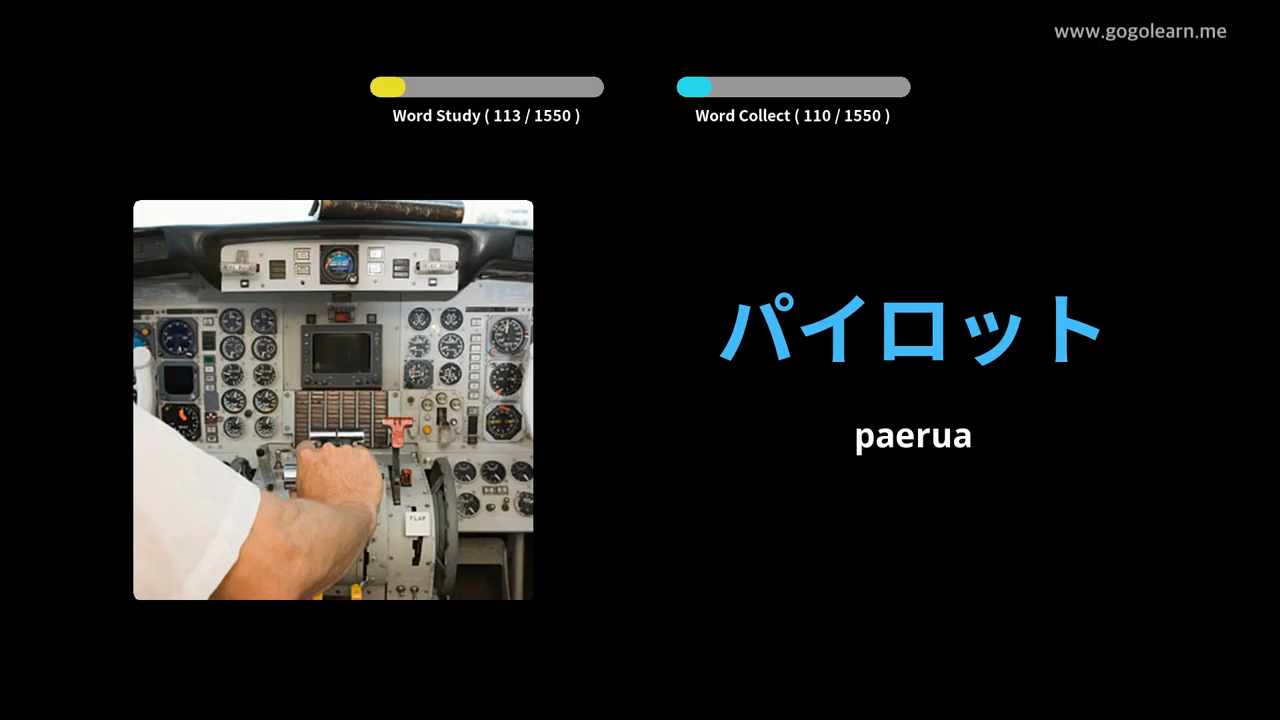 www.gogolearn.me
Word Study ( 113 / 1550 )
Word Collect ( 110 / 1550 )
パイロット
paerua
FLAP